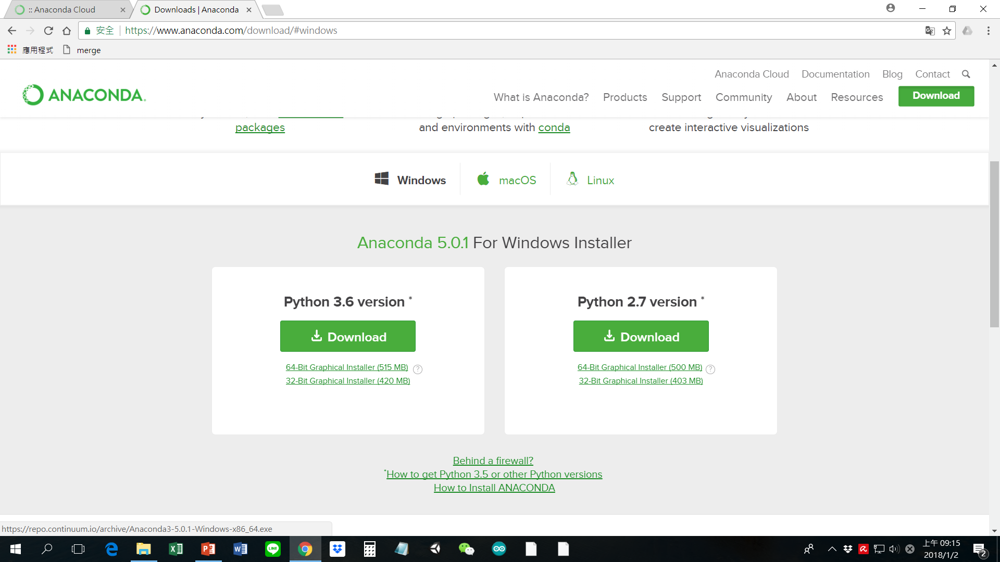 :: Anaconda Cloud
Downloads | Anaconda
安全 https://www.anaconda.com/download/#windows
應用程式 merge
Anaconda Cloud Documentation Blog Contact
ANACONDA.
What is Anaconda? Products Support Community About Resources Download
packages
and environments with conda
create interactive visualizations
Windows macOS Linux
Anaconda 5.0.1 For Windows Installer
Python 3.6 version *
Download
64-Bit Graphical Installer (515 MB) ?
32-Bit Graphical Installer (420 MB)
Python 2.7 version *
Download
64-Bit Graphical Installer (500 MB) ?
32-Bit Graphical Installer (403 MB)
Behind a firewall?
*How to get Python 3.5 or other Python versions
How to Install ANACONDA
https://repo.continuum.io/archive/Anaconda3-5.0.1-Windows-x86_64.exe
LINE
上午 09:15
2018/1/2
2